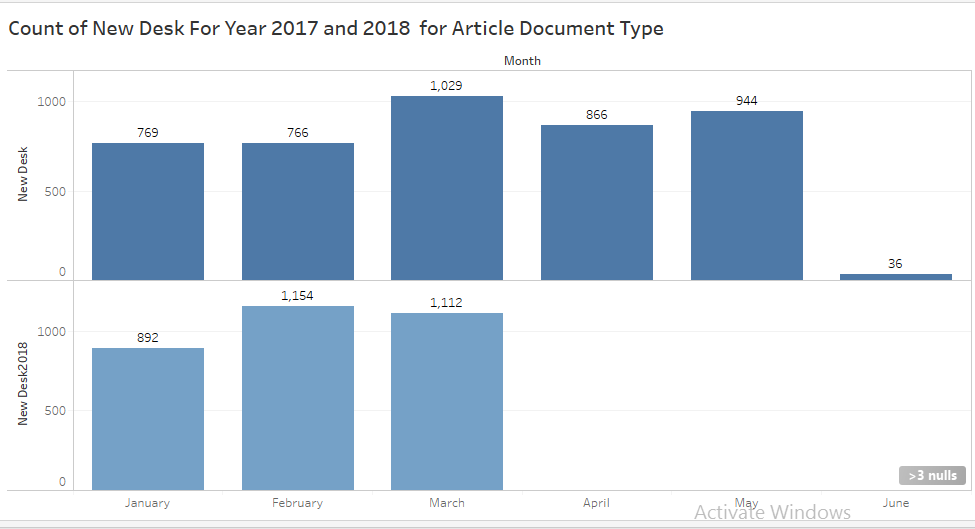 Count of New Desk For Year 2017 and 2018 for Article Document Type
Month
1,029
1000
944
866
769
766
New Desk
500
36
0
1,154
1,112
1000
892
New Desk2018
500
>3 nulls
0
January February March April May June
Activate Windows